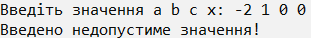 Введіть значення a b c x: -2 1 0 0
Введено недопустиме значення!